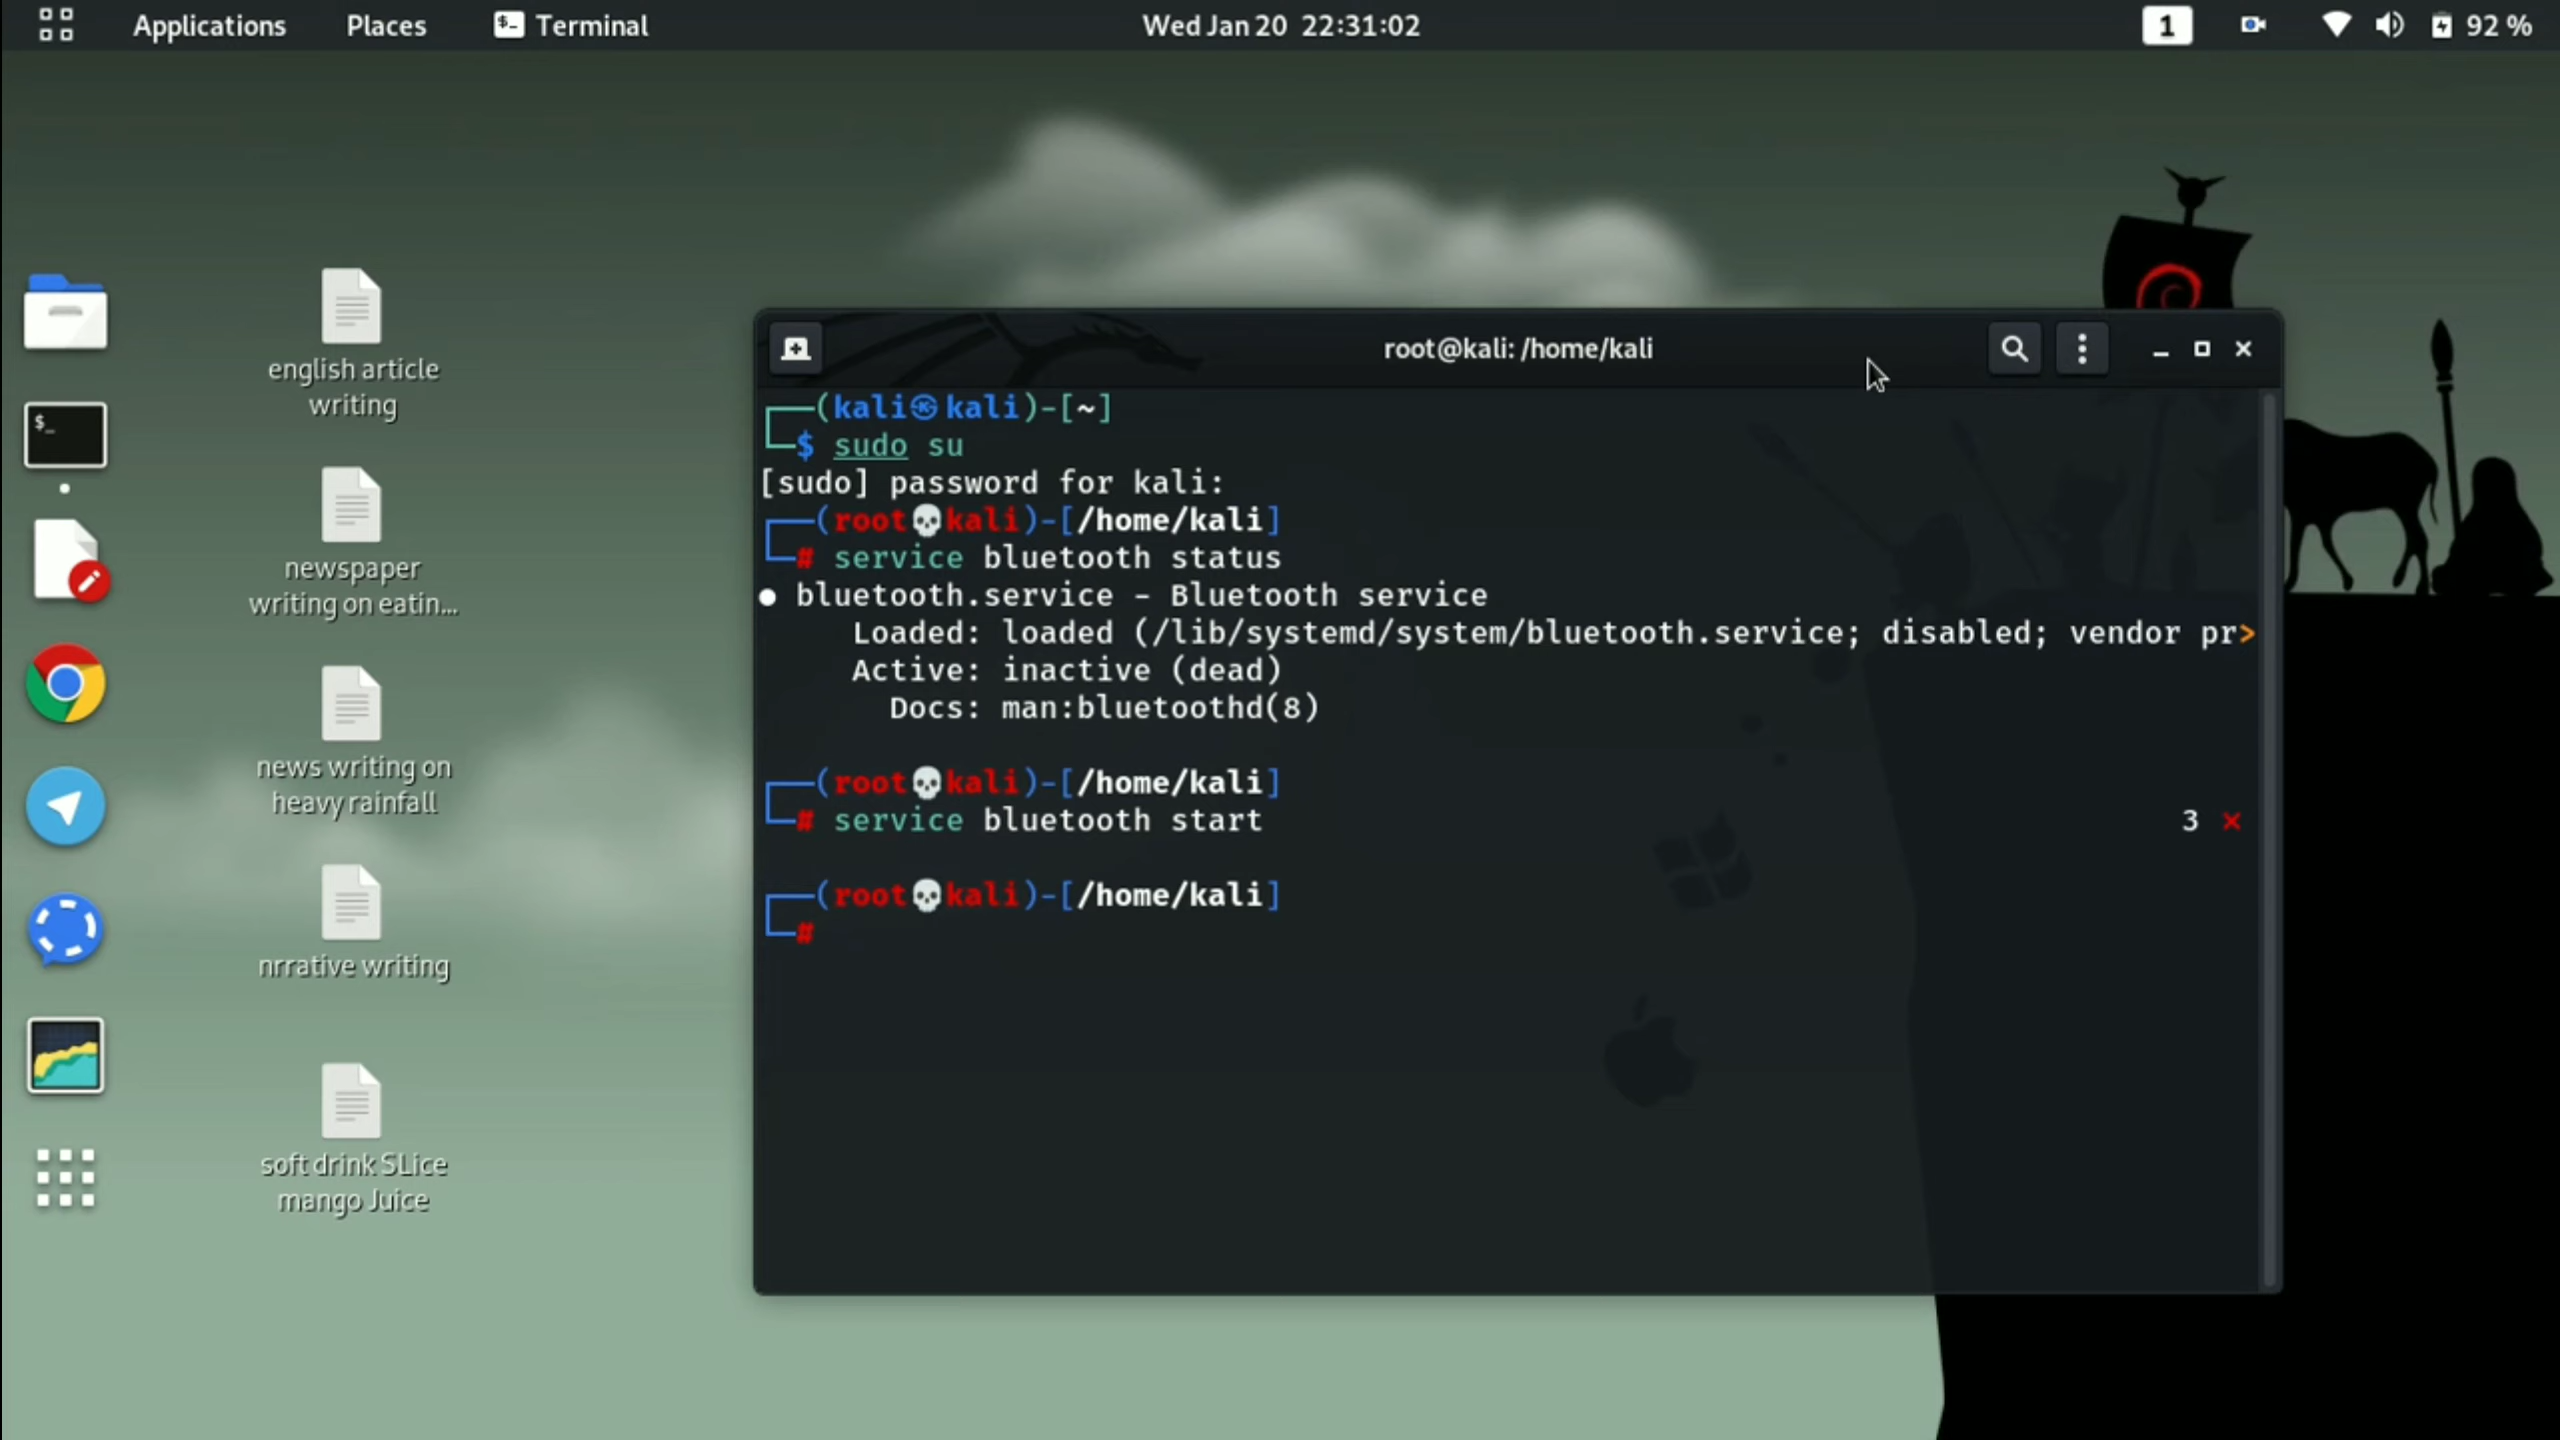 Applications Places Terminal Wed Jan 20 22:31:02 1 92 %
english article
writing
newspaper
writing on eatin...
news writing on
heavy rainfall
nrrative writing
soft drink SLice
mango Juice
root@kali: /home/kali
┌──(kali㉿kali)-[~]
└─$ sudo su
[sudo] password for kali:
┌──(root💀kali)-[/home/kali]
└─# service bluetooth status
● bluetooth.service - Bluetooth service
Loaded: loaded (/lib/systemd/system/bluetooth.service; disabled; vendor pr>
Active: inactive (dead)
Docs: man:bluetoothd(8)
┌──(root💀kali)-[/home/kali]
└─# service bluetooth start 3 ⨯
┌──(root💀kali)-[/home/kali]
└─#